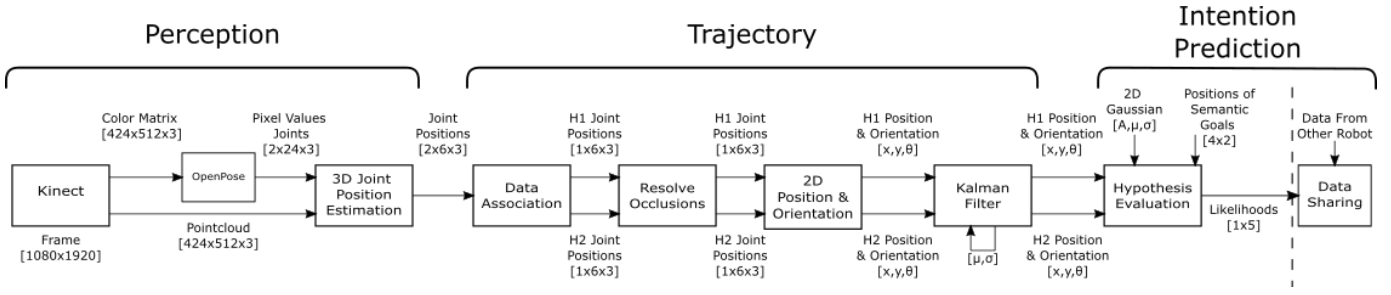 Perception
Trajectory
Intention
Prediction
Color Matrix
[424x512x3]
Pixel Values
Joints
[2x24x3]
Joint
Positions
[2x6x3]
H1 Joint
Positions
[1x6x3]
H1 Joint
Positions
[1x6x3]
H1 Position
& Orientation
[x,y,θ]
H1 Position
& Orientation
[x,y,θ]
2D
Gaussian
[A,μ,σ]
Positions of
Semantic
Goals
[4x2]
Data From
Other Robot
Kinect
OpenPose
3D Joint
Position
Estimation
Data
Association
Resolve
Occlusions
2D
Position &
Orientation
Kalman
Filter
Hypothesis
Evaluation
Data
Sharing
Frame
[1080x1920]
Pointcloud
[424x512x3]
H2 Joint
Positions
[1x6x3]
H2 Joint
Positions
[1x6x3]
H2 Position
& Orientation
[x,y,θ]
[μ,σ]
H2 Position
& Orientation
[x,y,θ]
Likelihoods
[1x5]